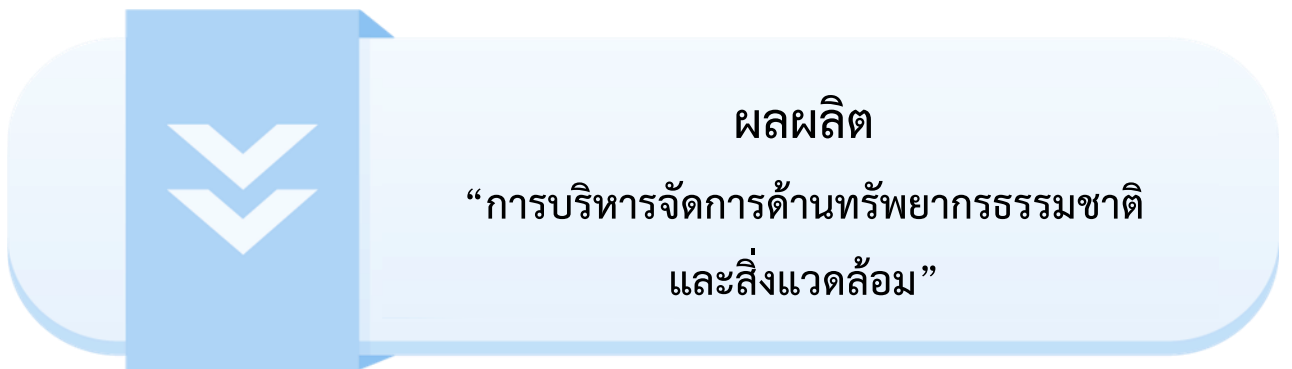 ผลผลิต
“การบริหารจัดการด้านทรัพยากรธรรมชาติ
และสิ่งแวดล้อม”